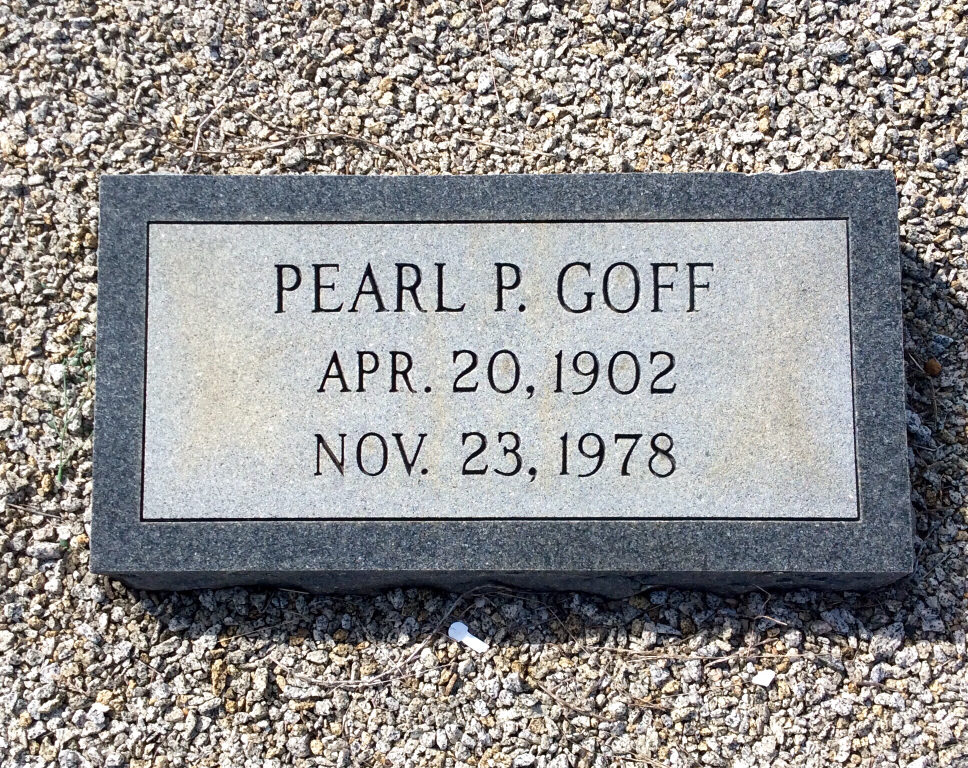 PEARL P. GOFF
APR. 20, 1902
NOV. 23, 1978